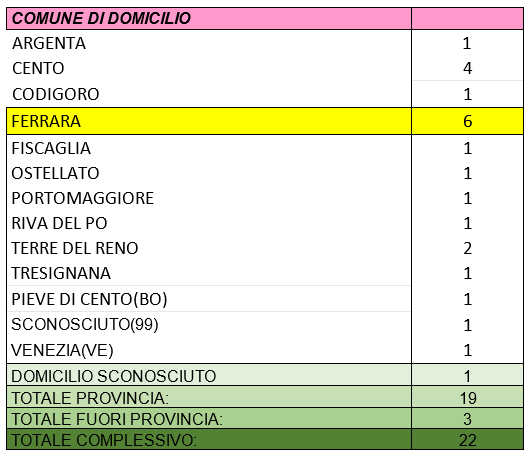 COMUNE DI DOMICILIO
ARGENTA 1
CENTO 4
CODIGORO 1
FERRARA 6
FISCAGLIA 1
OSTELLATO 1
PORTOMAGGIORE 1
RIVA DEL PO 1
TERRE DEL RENO 2
TRESIGNANA 1
PIEVE DI CENTO(BO) 1
SCONOSCIUTO(99) 1
VENEZIA(VE) 1
DOMICILIO SCONOSCIUTO 1
TOTALE PROVINCIA: 19
TOTALE FUORI PROVINCIA: 3
TOTALE COMPLESSIVO: 22